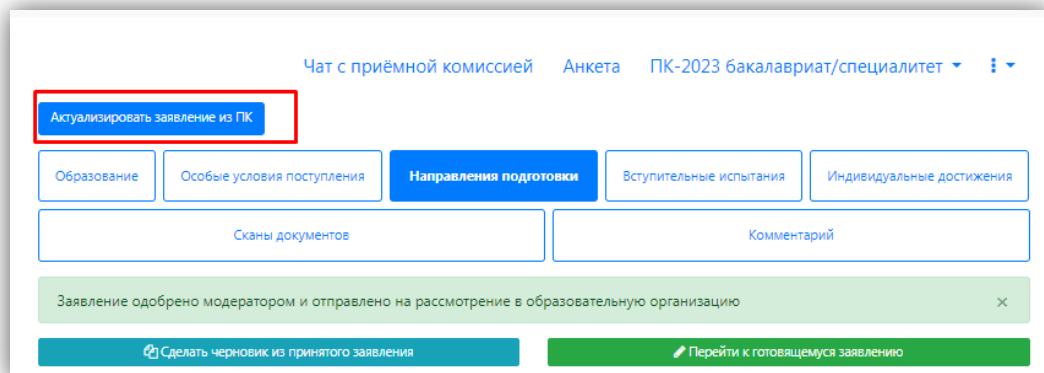 Чат с приёмной комиссией Анкета ПК-2023 бакалавриат/специалитет
Актуализировать заявление из ПК
Образование Особые условия поступления Направления подготовки Вступительные испытания Индивидуальные достижения
Сканы документов Комментарий
Заявление одобрено модератором и отправлено на рассмотрение в образовательную организацию ×
Сделать черновик из принятого заявления Перейти к готовящемуся заявлению